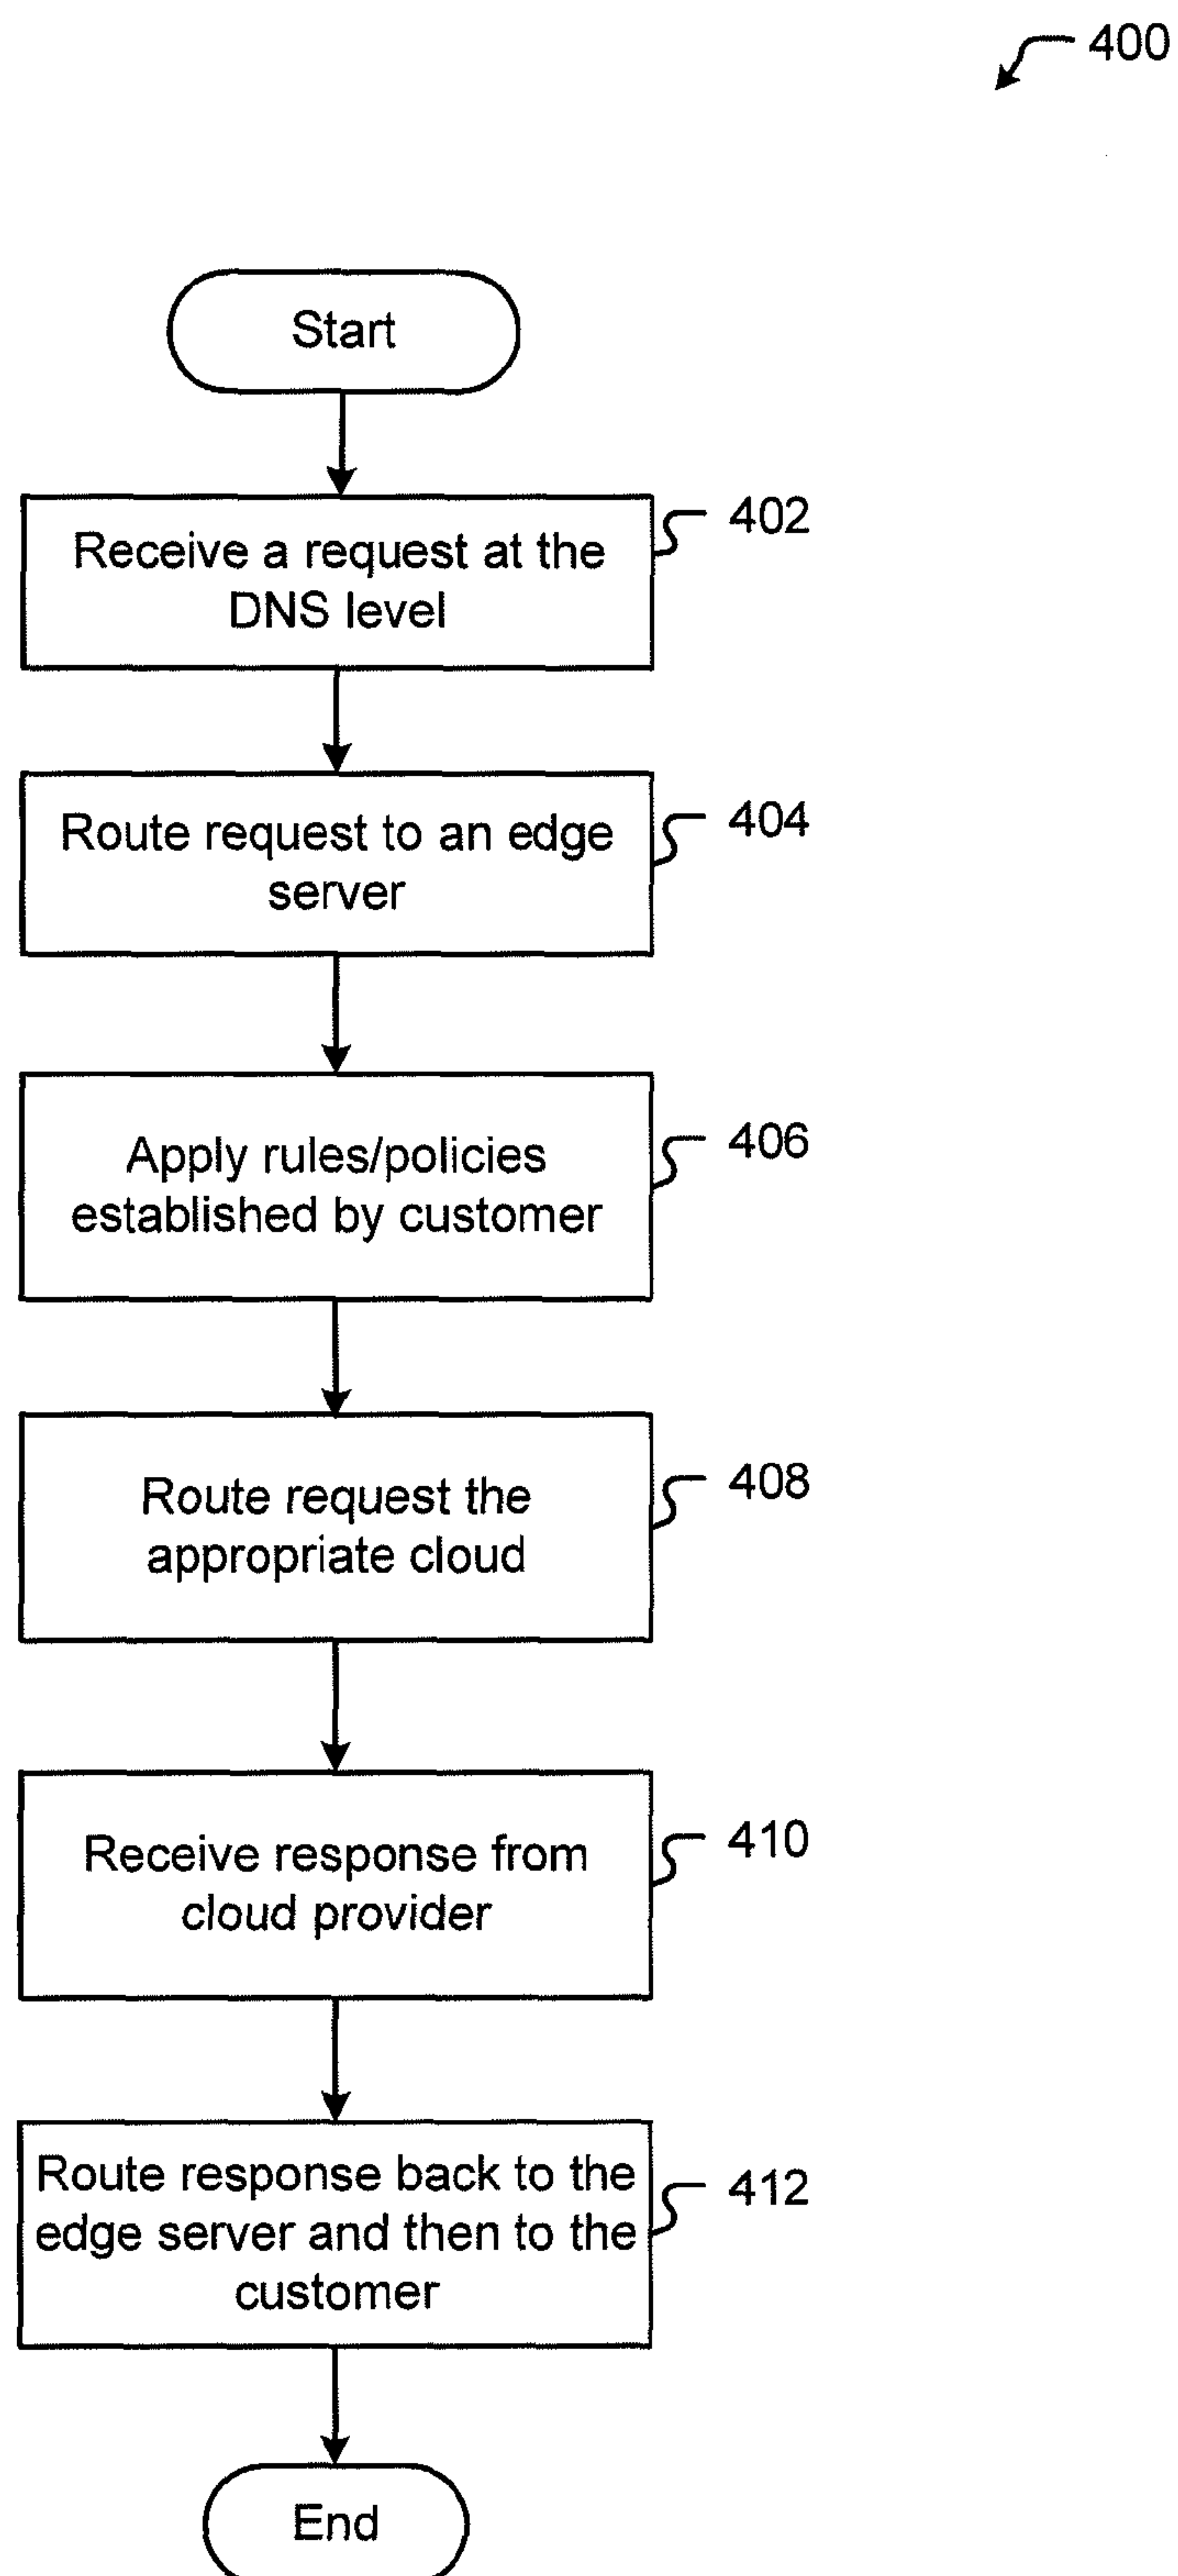 400
Start
Receive a request at the
DNS level
402
Route request to an edge
server
404
Apply rules/policies
established by customer
406
Route request the
appropriate cloud
408
Receive response from
cloud provider
410
Route response back to the
edge server and then to the
customer
412
End